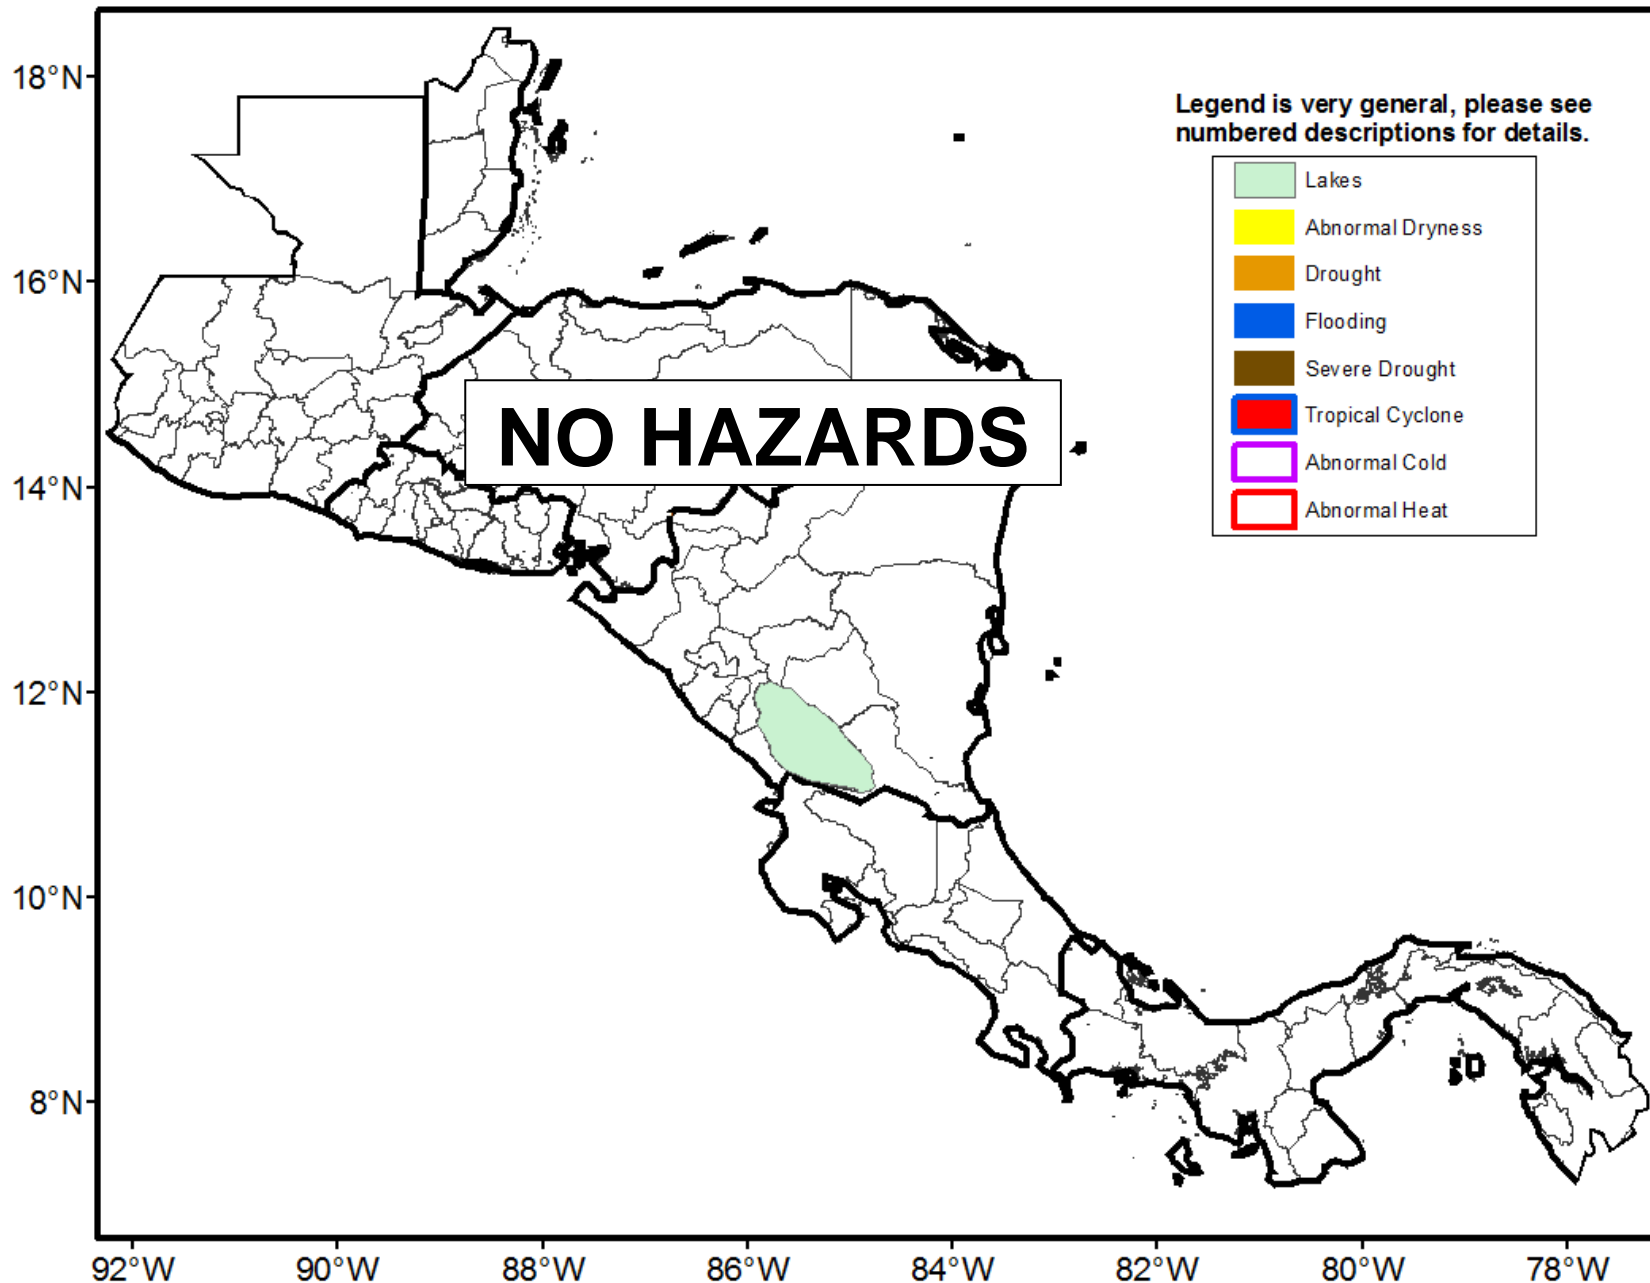 18°N
16°N
14°N
12°N
10°N
8°N
Legend is very general, please see
numbered descriptions for details.
Lakes
Abnormal Dryness
Drought
Flooding
Severe Drought
Tropical Cyclone
Abnormal Cold
Abnormal Heat
NO HAZARDS
92°W 90°W 88°W 86°W 84°W 82°W 80°W 78°W